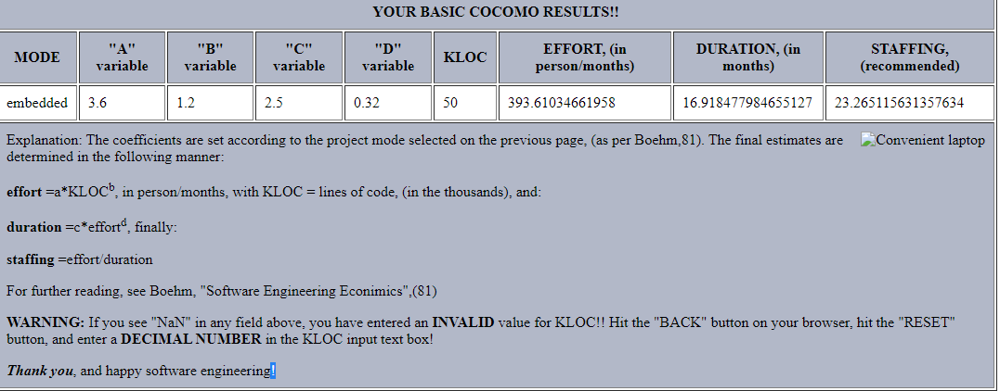 YOUR BASIC COCOMO RESULTS!!
MODE "A" variable "B" variable "C" variable "D" variable KLOC EFFORT, (in person/months) DURATION, (in months) STAFFING, (recommended)
embedded 3.6 1.2 2.5 0.32 50 393.61034661958 16.918477984655127 23.265115631357634
Explanation: The coefficients are set according to the project mode selected on the previous page, (as per Boehm,81). The final estimates are
determined in the following manner:
Convenient laptop
effort =a*KLOCb, in person/months, with KLOC = lines of code, (in the thousands), and:
duration =c*effortd, finally:
staffing =effort/duration
For further reading, see Boehm, "Software Engineering Econimics",(81)
WARNING: If you see "NaN" in any field above, you have entered an INVALID value for KLOC!! Hit the "BACK" button on your browser, hit the "RESET"
button, and enter a DECIMAL NUMBER in the KLOC input text box!
Thank you, and happy software engineering!